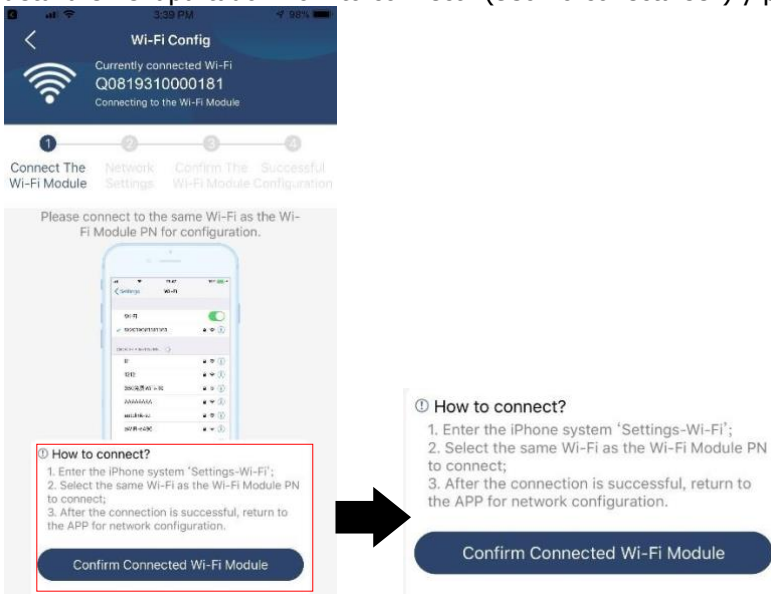 3:39 PM 98%
Wi-Fi Config
Currently connected Wi-Fi
Q0819310000181
Connecting to the Wi-Fi Module
1 2 3 4
Connect The Network Confirm The Successful
Wi-Fi Module Settings Wi-Fi Module Configuration
Please connect to the same Wi-Fi as the Wi-
Fi Module PN for configuration.
Settings Wi-Fi
Wi-Fi
How to connect?
1. Enter the iPhone system 'Settings-Wi-Fi';
2. Select the same Wi-Fi as the Wi-Fi Module PN
to connect;
3. After the connection is successful, return to
the APP for network configuration.
Confirm Connected Wi-Fi Module
How to connect?
1. Enter the iPhone system 'Settings-Wi-Fi';
2. Select the same Wi-Fi as the Wi-Fi Module PN
to connect;
3. After the connection is successful, return to
the APP for network configuration.
Confirm Connected Wi-Fi Module